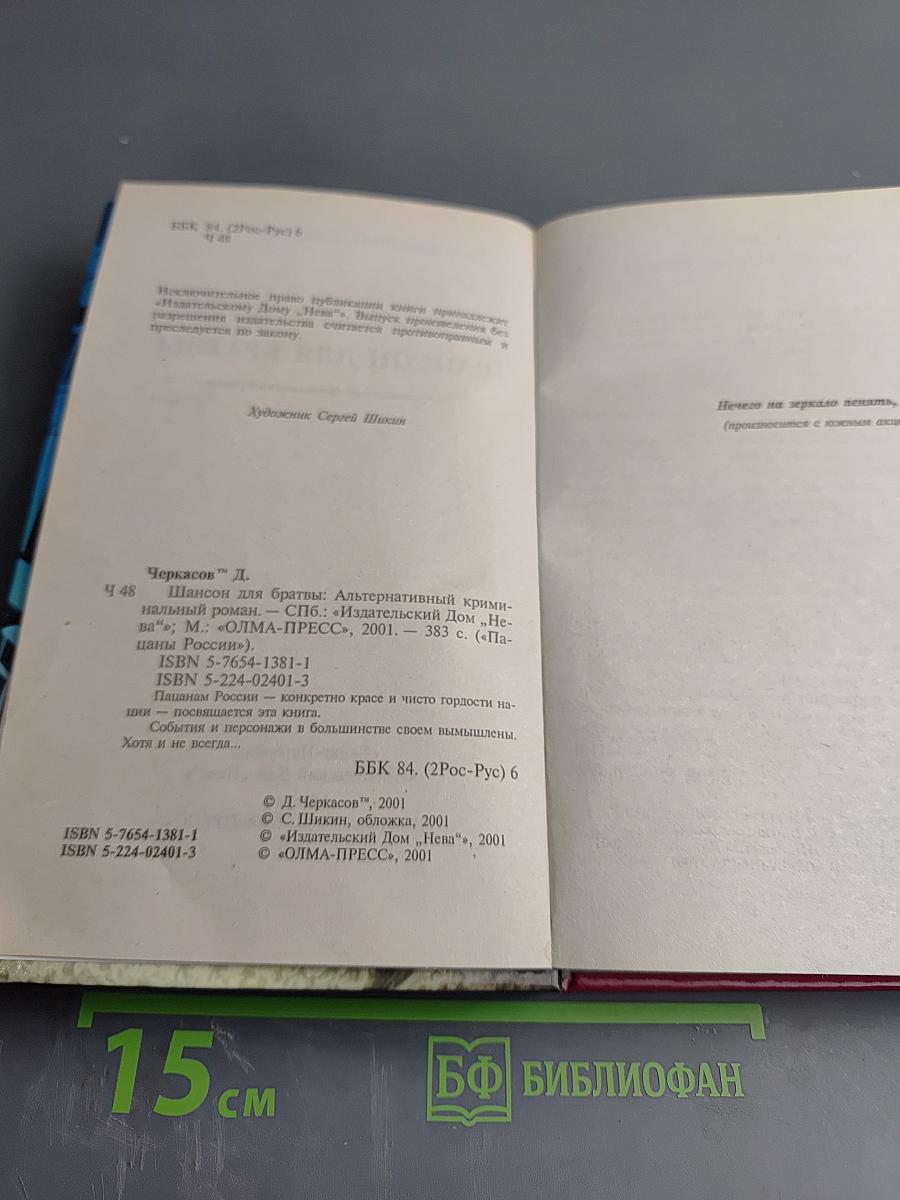 ББК 84. (2Рос-Рус) 6
Ч 48
Исключительное право публикации книги принадлежит
«Издательскому Дому „Нева“». Выпуск произведения без
разрешения издательства считается противоправным и
преследуется по закону.
Художник Сергей Шикин
Черкасов™ Д.
Ч 48 Шансон для братвы: Альтернативный крими-
нальный роман. — СПб.: «Издательский Дом „Не-
ва“»; М.: «ОЛМА-ПРЕСС», 2001. — 383 с. («Па-
цаны России»).
ISBN 5-7654-1381-1
ISBN 5-224-02401-3
Пацанам России — конкретно красе и чисто гордости на-
ции — посвящается эта книга.
События и персонажи в большинстве своем вымышлены.
Хотя и не всегда...
ББК 84. (2Рос-Рус) 6
© Д. Черкасов™, 2001
© С. Шикин, обложка, 2001
ISBN 5-7654-1381-1 © «Издательский Дом „Нева“», 2001
ISBN 5-224-02401-3 © «ОЛМА-ПРЕСС», 2001
Нечего на зеркало пенять,
(произносится с южным
15 см
БФ БИБЛИОФАН